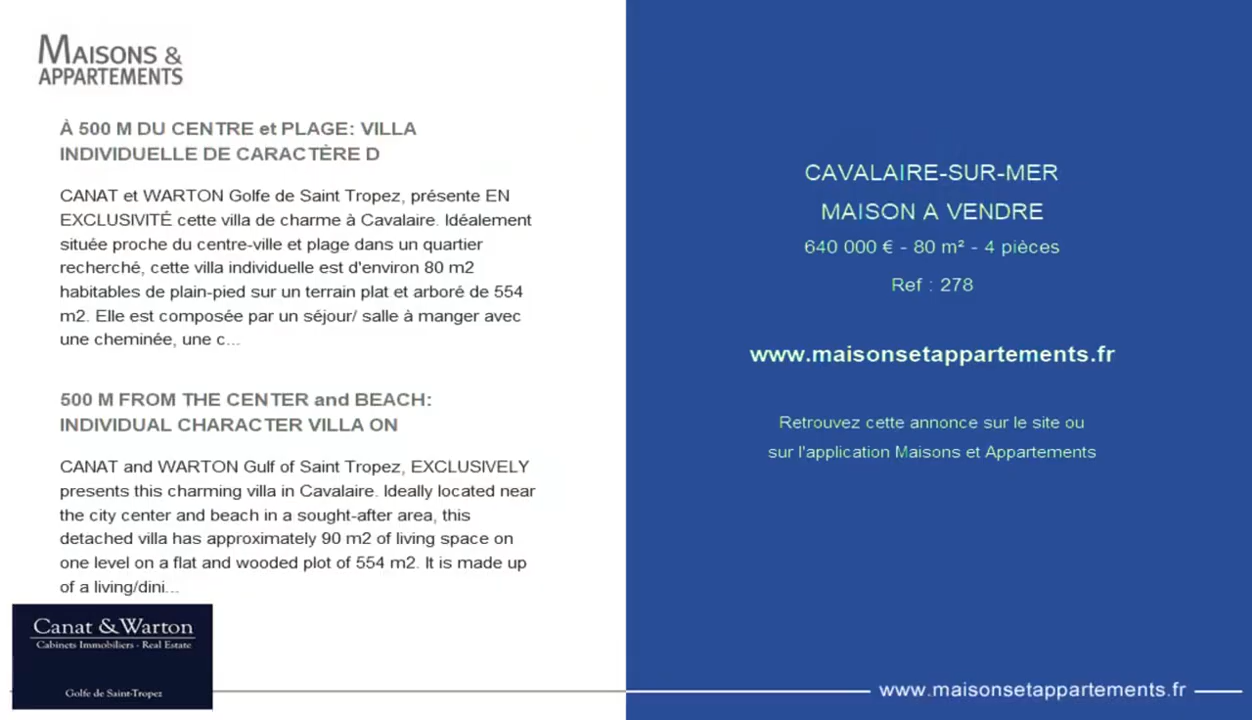 MAISONS &
APPARTEMENTS
À 500 M DU CENTRE et PLAGE: VILLA
INDIVIDUELLE DE CARACTÈRE D
CANAT et WARTON Golfe de Saint Tropez, présente EN
EXCLUSIVITÉ cette villa de charme à Cavalaire. Idéalement
située proche du centre-ville et plage dans un quartier
recherché, cette villa individuelle est d'environ 80 m2
habitables de plain-pied sur un terrain plat et arboré de 554
m2. Elle est composée par un séjour/ salle à manger avec
une cheminée, une c...
500 M FROM THE CENTER and BEACH:
INDIVIDUAL CHARACTER VILLA ON
CANAT and WARTON Gulf of Saint Tropez, EXCLUSIVELY
presents this charming villa in Cavalaire. Ideally located near
the city center and beach in a sought-after area, this
detached villa has approximately 90 m2 of living space on
one level on a flat and wooded plot of 554 m2. It is made up
of a living/dini...
Canat & Warton
Cabinets Immobiliers - Real Estate
Golfe de Saint-Tropez
CAVALAIRE-SUR-MER
MAISON A VENDRE
640 000 € - 80 m² - 4 pièces
Ref : 278
www.maisonsetappartements.fr
Retrouvez cette annonce sur le site ou
sur l'application Maisons et Appartements
www.maisonsetappartements.fr